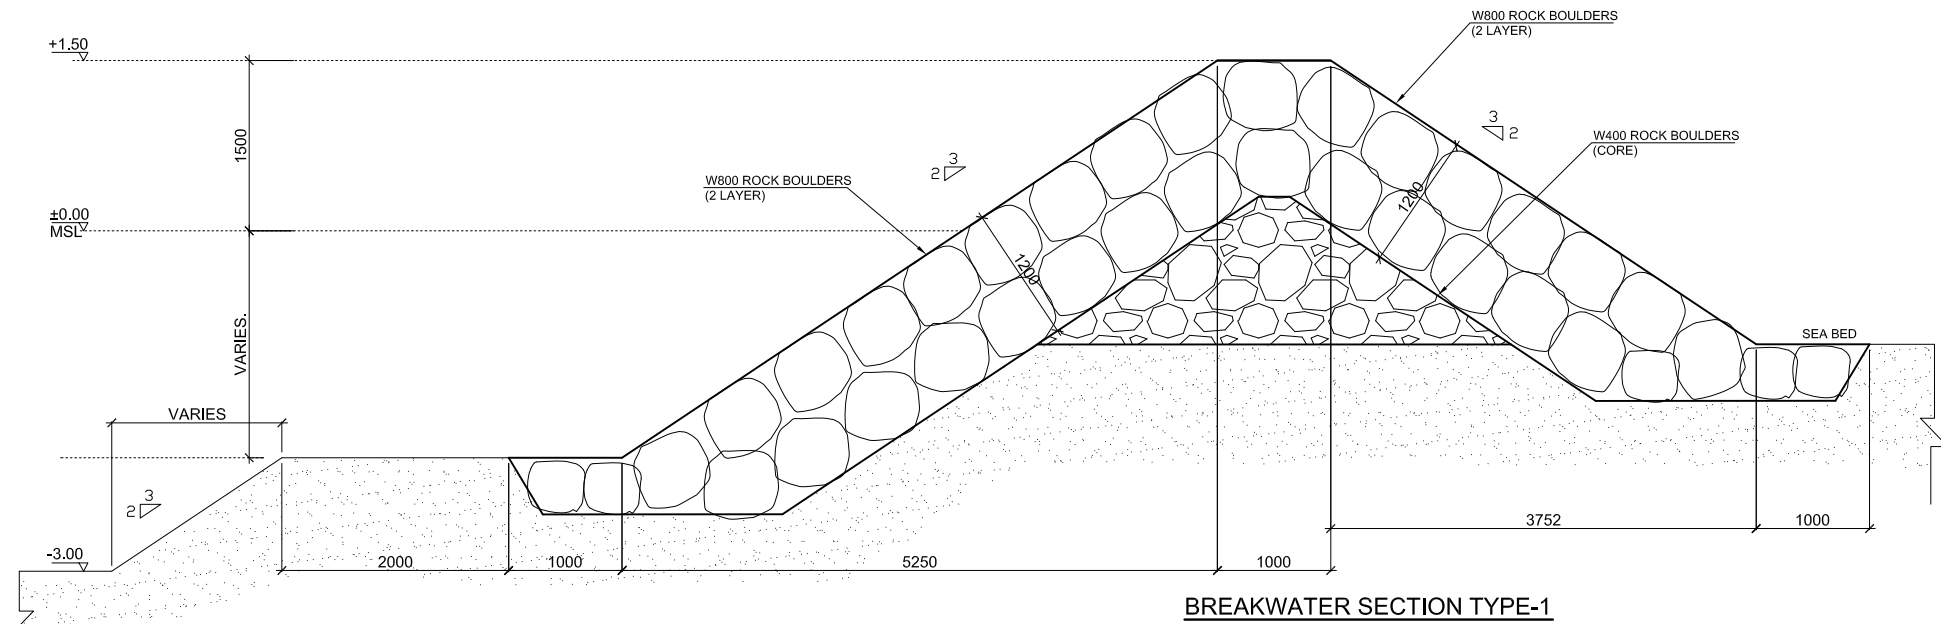 W800 ROCK BOULDERS
(2 LAYER)
+1.50
3
2
3
2
W400 ROCK BOULDERS
(CORE)
1500
W800 ROCK BOULDERS
(2 LAYER)
1200
±0.00
MSL
1200
VARIES.
SEA BED
VARIES
3
2
3752
1000
-3.00
2000
1000
5250
1000
BREAKWATER SECTION TYPE-1